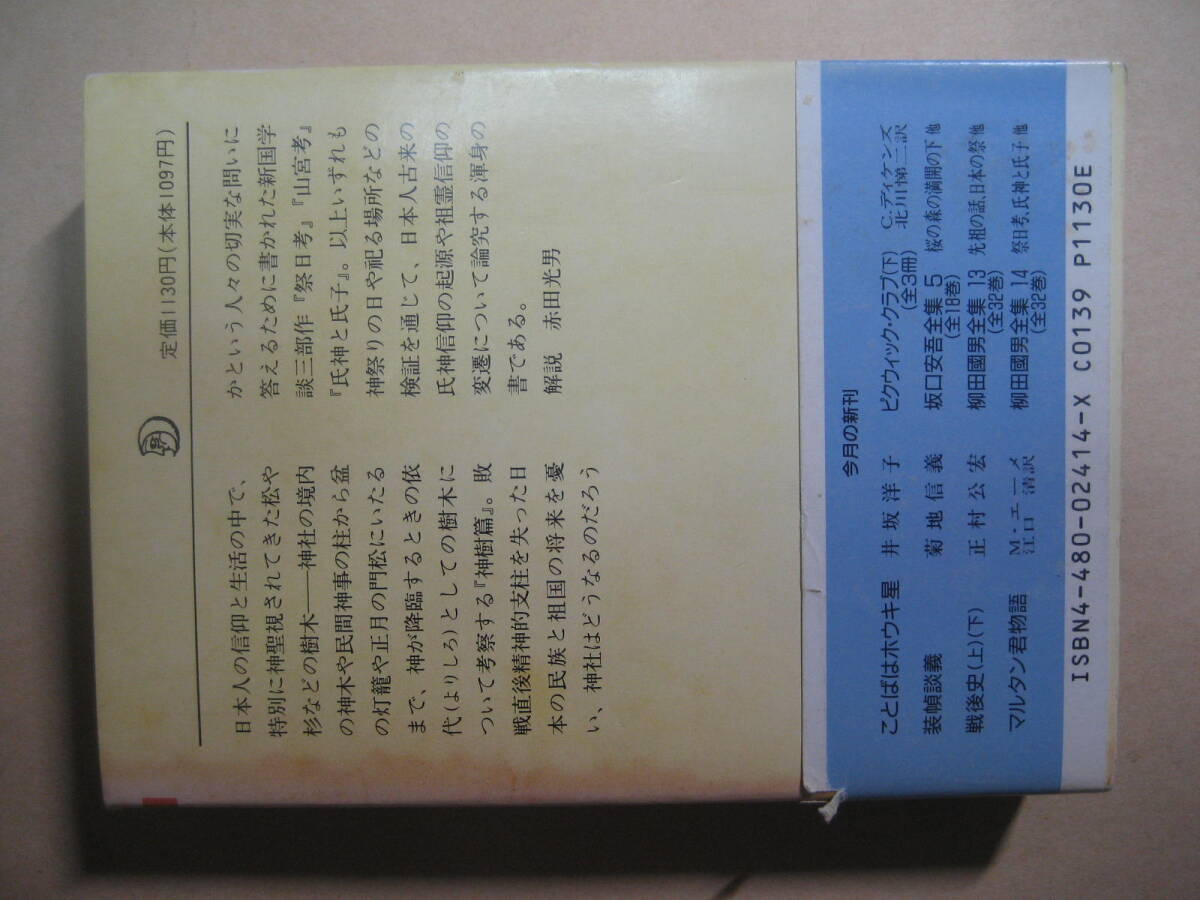 定価1130円(本体1097円)
日本人の信仰と生活の中で、
特別に神聖視されてきた松や
杉などの樹木——神社の境内
の神木や民間神事の柱から盆
の灯籠や正月の門松にいたる
まで、神が降臨するときの依
代(よりしろ)としての樹木に
ついて考察する『神樹篇』。敗
戦直後精神的支柱を失った日
本の民族と祖国の将来を憂
い、神社はどうなるのだろう
かという人々の切実な問いに
答えるために書かれた新国学
談三部作『祭日考』『山宮考』
『氏神と氏子』。以上いずれも
神祭りの日や祀る場所などの
検証を通じて、日本人古来の
氏神信仰の起源や祖霊信仰の
変遷について論究する渾身の
書である。
解説 赤田光男
今月の新刊
ことばはホウキ星 井坂洋子
装幀談義 菊地信義
戦後史(上)(下) 正村公宏
マルタン君物語 M・エーメ 江口清訳
ピクウィック・クラブ(下) (全3冊) C.ディケンズ 北川悌二訳
坂口安吾全集 5 (全18巻) 桜の森の満開の下 他
柳田國男全集 13 (全32巻) 先祖の話、日本の祭 他
柳田國男全集 14 (全32巻) 祭日考、氏神と氏子 他
ISBN4-480-02414-X C0139 P1130E